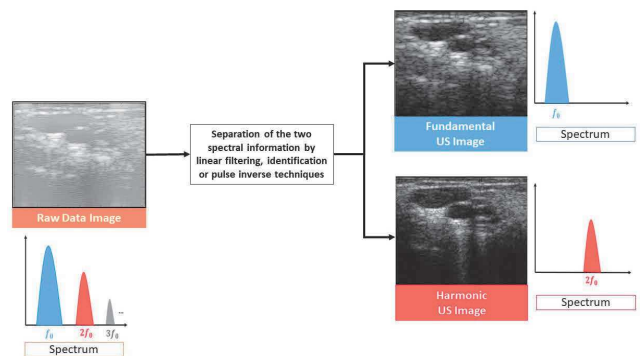 Raw Data Image
f₀
2f₀
3f₀
...
Spectrum
Separation of the two
spectral information by
linear filtering, identification
or pulse inverse techniques
Fundamental
US Image
f₀
Spectrum
Harmonic
US Image
2f₀
Spectrum